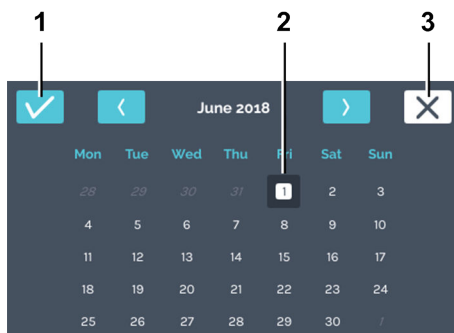 1 2 3
June 2018
Mon Tue Wed Thu Fri Sat Sun
28 29 30 31 1 2 3
4 5 6 7 8 9 10
11 12 13 14 15 16 17
18 19 20 21 22 23 24
25 26 27 28 29 30 1